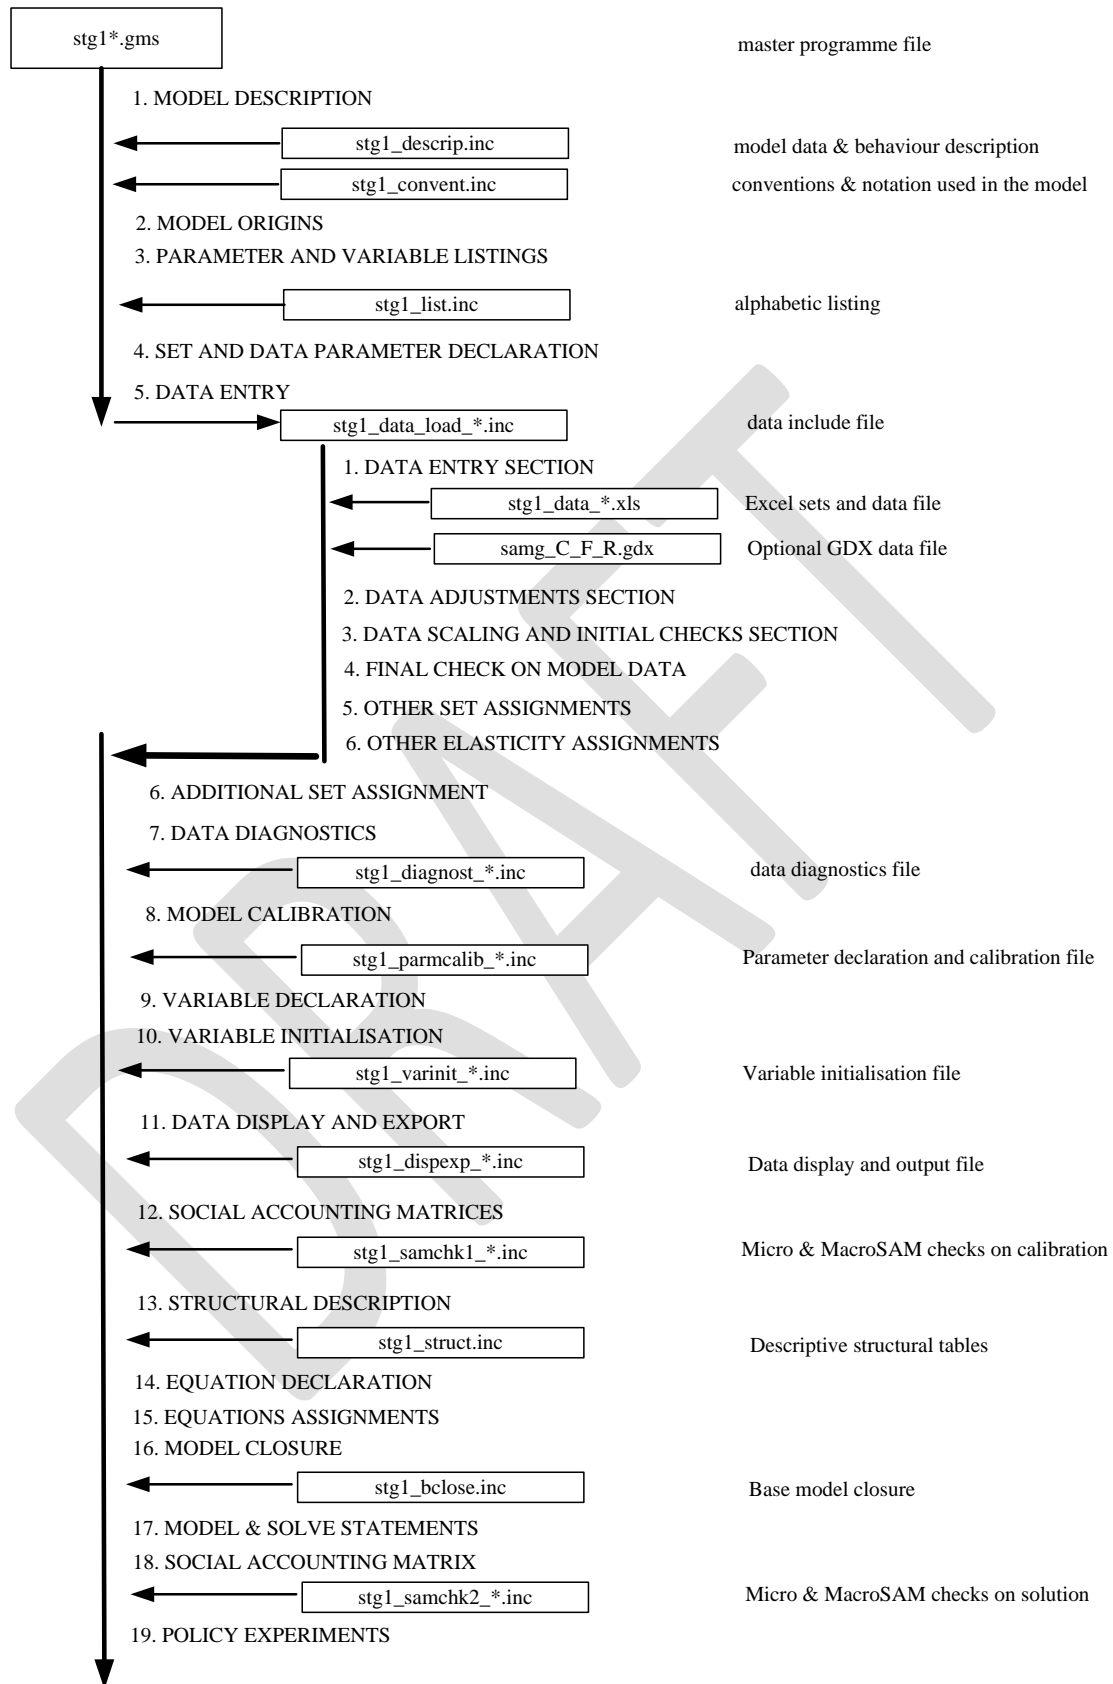 stg1*.gms
master programme file
1. MODEL DESCRIPTION
stg1_descrip.inc
model data & behaviour description
stg1_convent.inc
conventions & notation used in the model
2. MODEL ORIGINS
3. PARAMETER AND VARIABLE LISTINGS
stg1_list.inc
alphabetic listing
4. SET AND DATA PARAMETER DECLARATION
5. DATA ENTRY
stg1_data_load_*.inc
data include file
1. DATA ENTRY SECTION
stg1_data_*.xls
Excel sets and data file
samg_C_F_R.gdx
Optional GDX data file
2. DATA ADJUSTMENTS SECTION
3. DATA SCALING AND INITIAL CHECKS SECTION
4. FINAL CHECK ON MODEL DATA
5. OTHER SET ASSIGNMENTS
6. OTHER ELASTICITY ASSIGNMENTS
6. ADDITIONAL SET ASSIGNMENT
7. DATA DIAGNOSTICS
stg1_diagnost_*.inc
data diagnostics file
8. MODEL CALIBRATION
stg1_parmcalib_*.inc
Parameter declaration and calibration file
9. VARIABLE DECLARATION
10. VARIABLE INITIALISATION
stg1_varinit_*.inc
Variable initialisation file
11. DATA DISPLAY AND EXPORT
stg1_dispexp_*.inc
Data display and output file
12. SOCIAL ACCOUNTING MATRICES
stg1_samchk1_*.inc
Micro & MacroSAM checks on calibration
13. STRUCTURAL DESCRIPTION
stg1_struct.inc
Descriptive structural tables
14. EQUATION DECLARATION
15. EQUATIONS ASSIGNMENTS
16. MODEL CLOSURE
stg1_bclose.inc
Base model closure
17. MODEL & SOLVE STATEMENTS
18. SOCIAL ACCOUNTING MATRIX
stg1_samchk2_*.inc
Micro & MacroSAM checks on solution
19. POLICY EXPERIMENTS
DRAFT